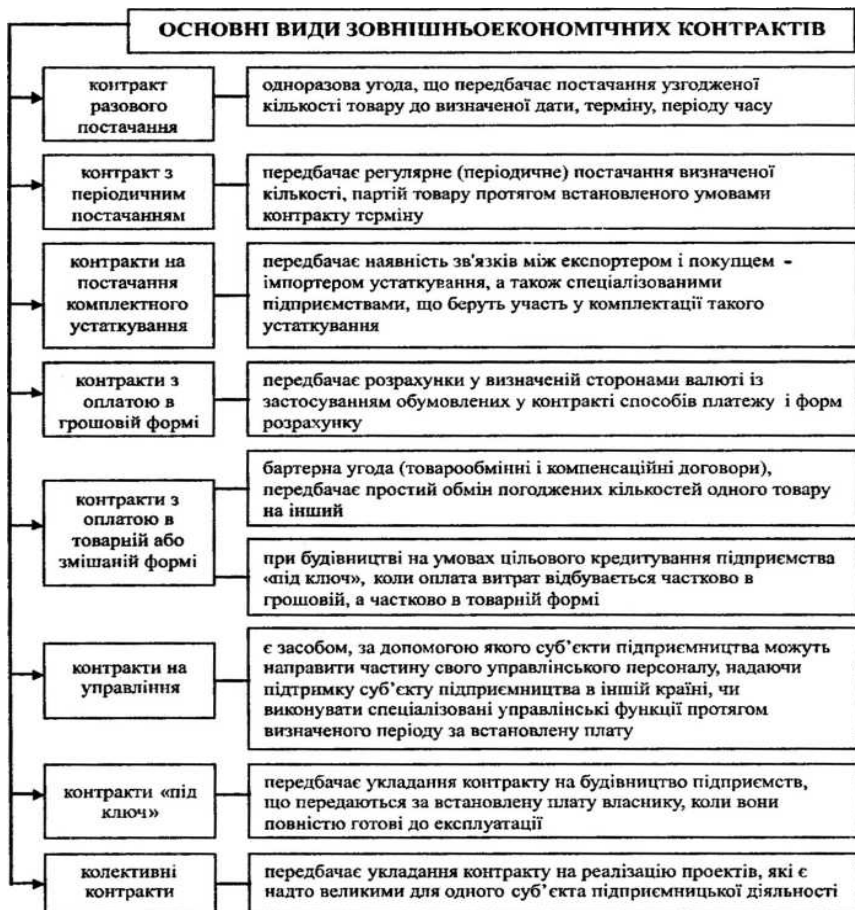 ОСНОВНІ ВИДИ ЗОВНІШНЬОЕКОНОМІЧНИХ КОНТРАКТІВ
контракт
разового
постачання
одноразова угода, що передбачає постачання узгодженої
кількості товару до визначеної дати, терміну, періоду часу
контракт з
періодичним
постачанням
передбачає регулярне (періодичне) постачання визначеної
кількості, партій товару протягом встановленого умовами
контракту терміну
контракти на
постачання
комплектного
устаткування
передбачає наявність зв'язків між експортером і покупцем -
імпортером устаткування, а також спеціалізованими
підприємствами, що беруть участь у комплектації такого
устаткування
контракти з
оплатою в
грошовій формі
передбачає розрахунки у визначеній сторонами валюті із
застосуванням обумовлених у контракті способів платежу і форм
розрахунку
контракти з
оплатою в
товарній або
змішаній формі
бартерна угода (товарообмінні і компенсаційні договори),
передбачає простий обмін погоджених кількостей одного товару
на інший
при будівництві на умовах цільового кредитування підприємства
«під ключ», коли оплата витрат відбувається частково в
грошовій, а частково в товарній формі
контракти на
управління
є засобом, за допомогою якого суб'єкти підприємництва можуть
направити частину свого управлінського персоналу, надаючи
підтримку суб'єкту підприємництва в іншій країні, чи
виконувати спеціалізовані управлінські функції протягом
визначеного періоду за встановлену плату
контракти «під
ключ»
передбачає укладання контракту на будівництво підприємств,
що передаються за встановлену плату власнику, коли вони
повністю готові до експлуатації
колективні
контракти
передбачає укладання контракту на реалізацію проектів, які є
надто великими для одного суб'єкта підприємницької діяльності